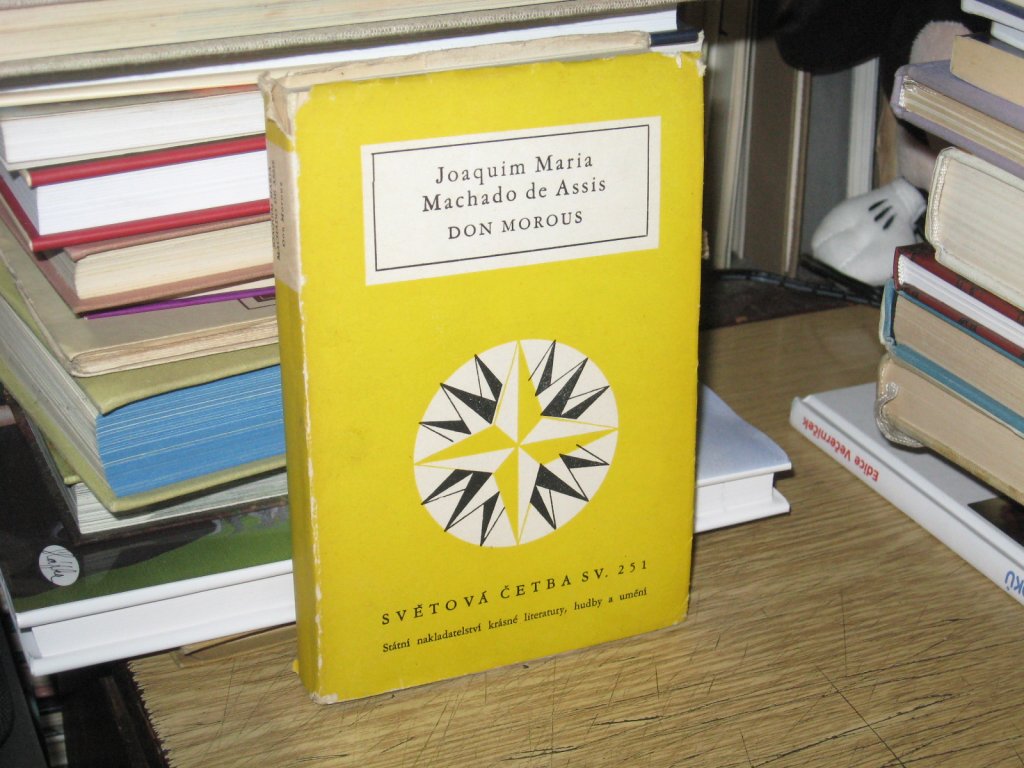 Joaquim Maria
Machado de Assis
DON MOROUS
SVĚTOVÁ ČETBA SV. 251
Státní nakladatelství krásné literatury, hudby a umění
Edice Večerníček